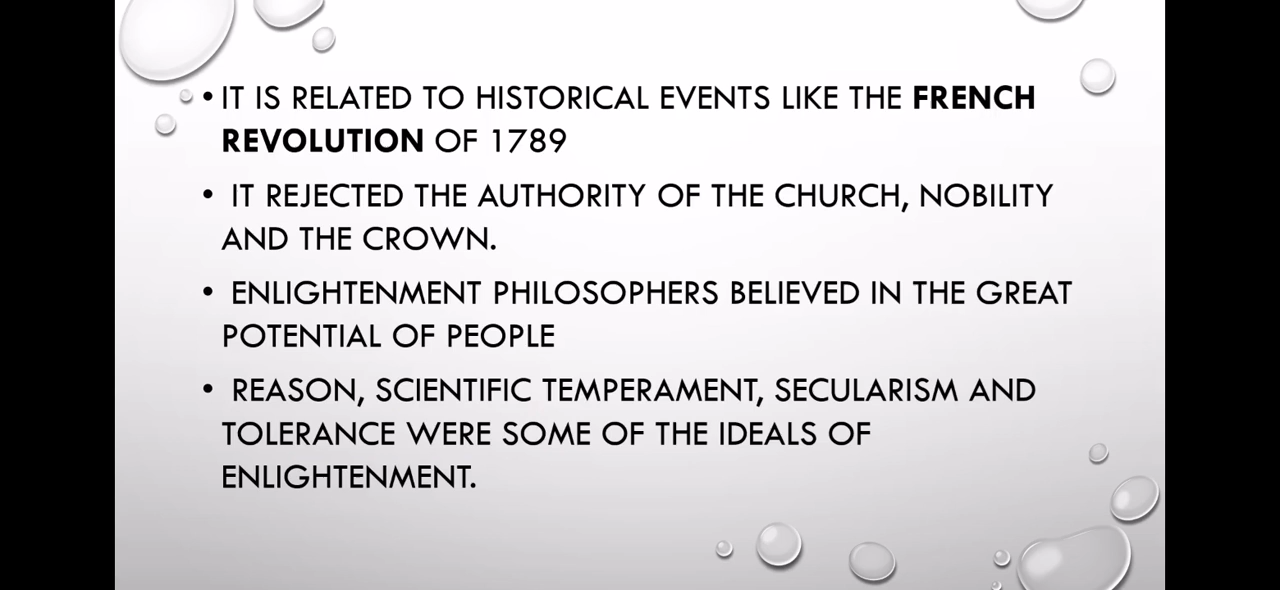 • IT IS RELATED TO HISTORICAL EVENTS LIKE THE FRENCH
REVOLUTION OF 1789
• IT REJECTED THE AUTHORITY OF THE CHURCH, NOBILITY
AND THE CROWN.
• ENLIGHTENMENT PHILOSOPHERS BELIEVED IN THE GREAT
POTENTIAL OF PEOPLE
• REASON, SCIENTIFIC TEMPERAMENT, SECULARISM AND
TOLERANCE WERE SOME OF THE IDEALS OF
ENLIGHTENMENT.